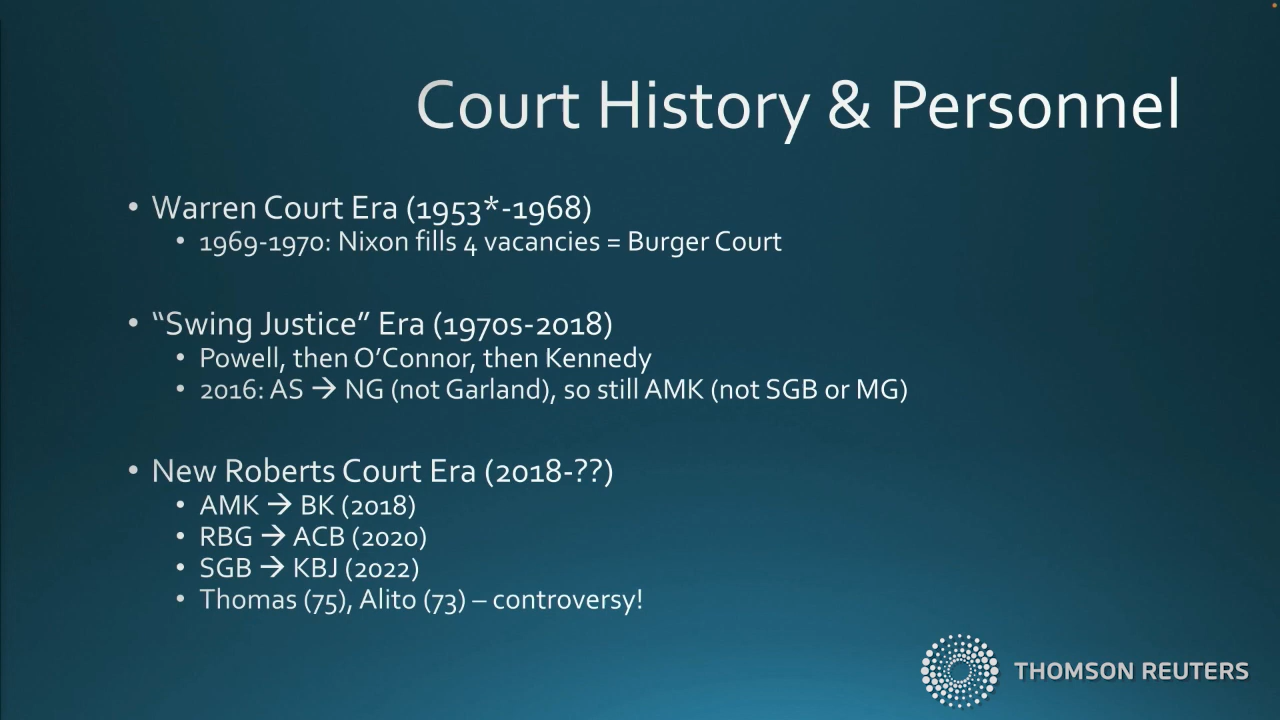 Court History & Personnel
• Warren Court Era (1953*-1968)
• 1969-1970: Nixon fills 4 vacancies = Burger Court
• “Swing Justice” Era (1970s-2018)
• Powell, then O’Connor, then Kennedy
• 2016: AS → NG (not Garland), so still AMK (not SGB or MG)
• New Roberts Court Era (2018-??)
• AMK → BK (2018)
• RBG → ACB (2020)
• SGB → KBJ (2022)
• Thomas (75), Alito (73) – controversy!
THOMSON REUTERS